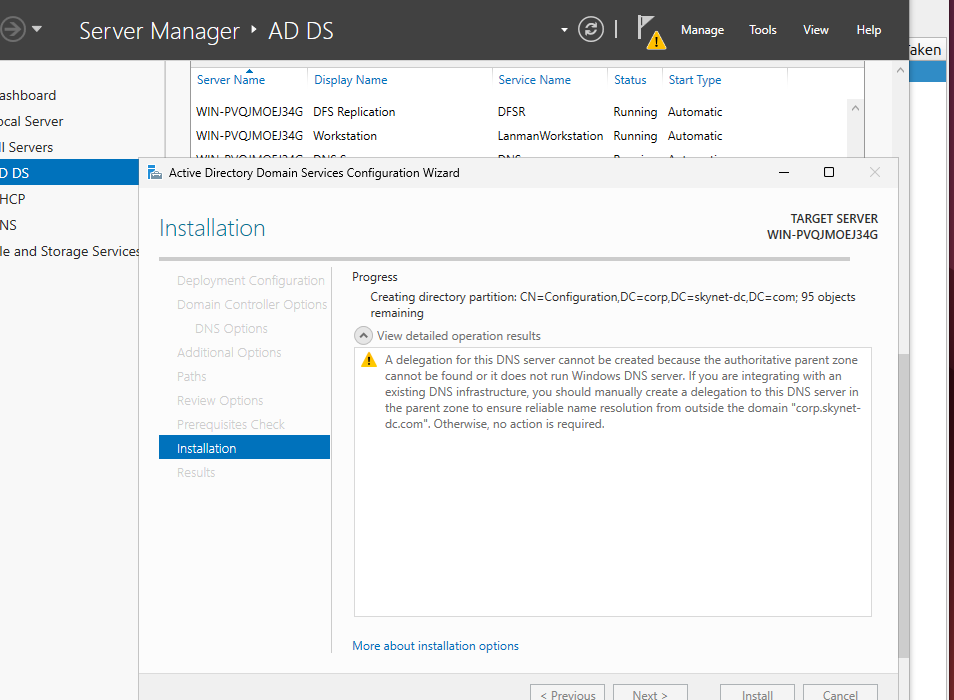 Server Manager ‣ AD DS
Manage Tools View Help
Taken
Server Name Display Name Service Name Status Start Type
WIN-PVQJMOEJ34G DFS Replication DFSR Running Automatic
WIN-PVQJMOEJ34G Workstation LanmanWorkstation Running Automatic
ashboard
ocal Server
ll Servers
D DS
HCP
NS
le and Storage Services
Active Directory Domain Services Configuration Wizard
Installation
TARGET SERVER
WIN-PVQJMOEJ34G
Deployment Configuration
Domain Controller Options
DNS Options
Additional Options
Paths
Review Options
Prerequisites Check
Installation
Results
Progress
Creating directory partition: CN=Configuration,DC=corp,DC=skynet-dc,DC=com; 95 objects
remaining
View detailed operation results
A delegation for this DNS server cannot be created because the authoritative parent zone
cannot be found or it does not run Windows DNS server. If you are integrating with an
existing DNS infrastructure, you should manually create a delegation to this DNS server in
the parent zone to ensure reliable name resolution from outside the domain "corp.skynet-
dc.com". Otherwise, no action is required.
More about installation options
< Previous Next > Install Cancel